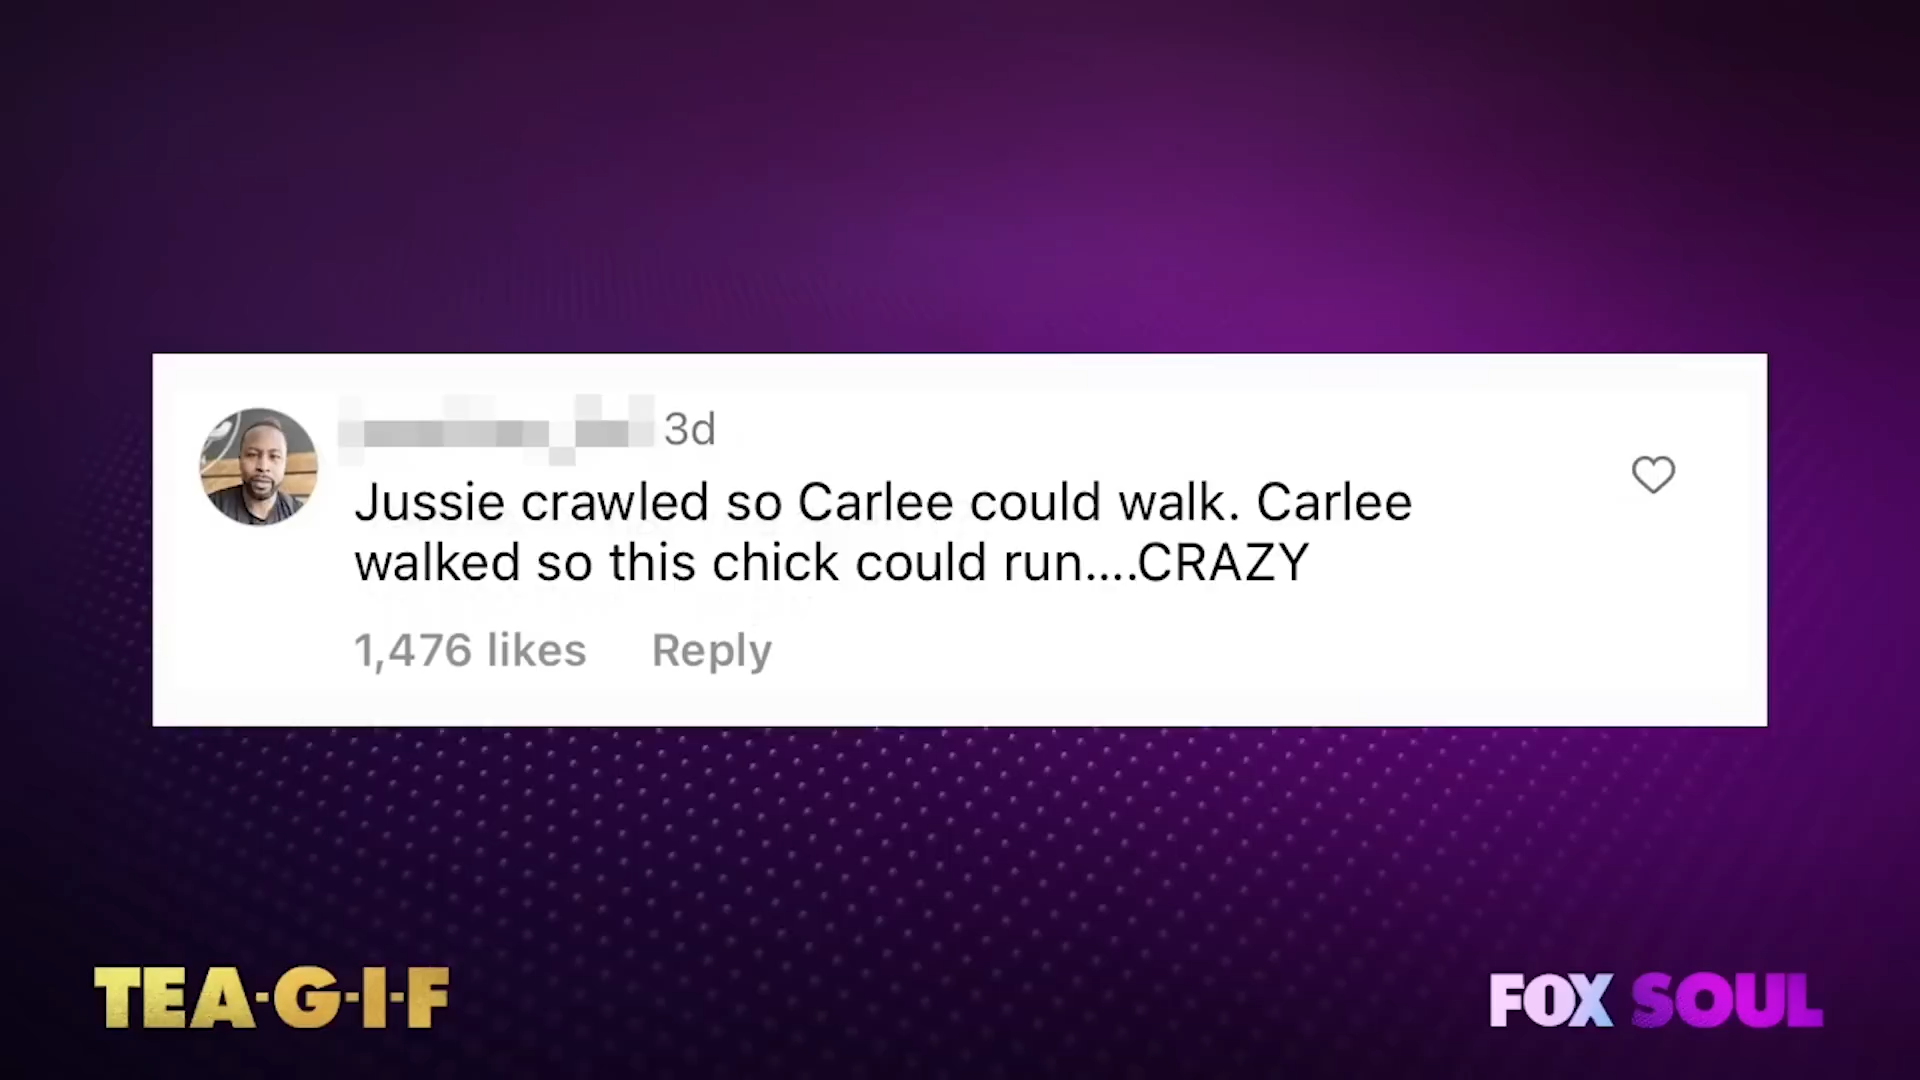 3d
Jussie crawled so Carlee could walk. Carlee
walked so this chick could run....CRAZY
1,476 likes Reply
TEA-G-I-F
FOX SOUL